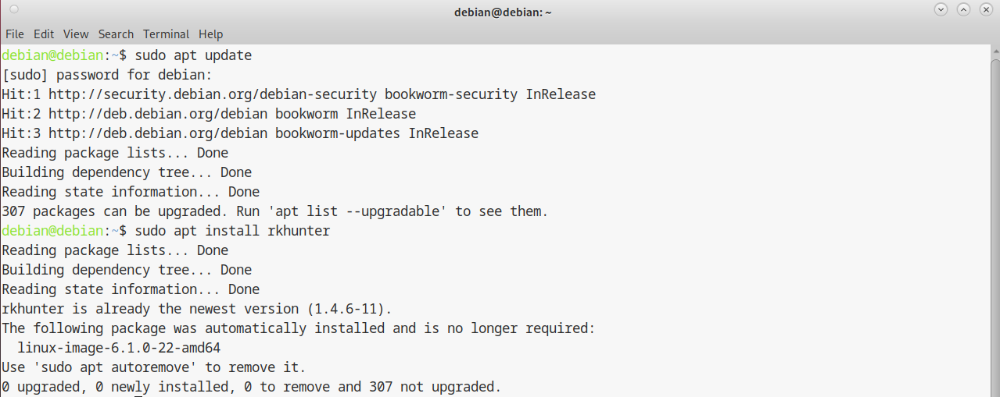 debian@debian: ~
File Edit View Search Terminal Help
debian@debian:~$ sudo apt update
[sudo] password for debian:
Hit:1 http://security.debian.org/debian-security bookworm-security InRelease
Hit:2 http://deb.debian.org/debian bookworm InRelease
Hit:3 http://deb.debian.org/debian bookworm-updates InRelease
Reading package lists... Done
Building dependency tree... Done
Reading state information... Done
307 packages can be upgraded. Run 'apt list --upgradable' to see them.
debian@debian:~$ sudo apt install rkhunter
Reading package lists... Done
Building dependency tree... Done
Reading state information... Done
rkhunter is already the newest version (1.4.6-11).
The following package was automatically installed and is no longer required:
  linux-image-6.1.0-22-amd64
Use 'sudo apt autoremove' to remove it.
0 upgraded, 0 newly installed, 0 to remove and 307 not upgraded.